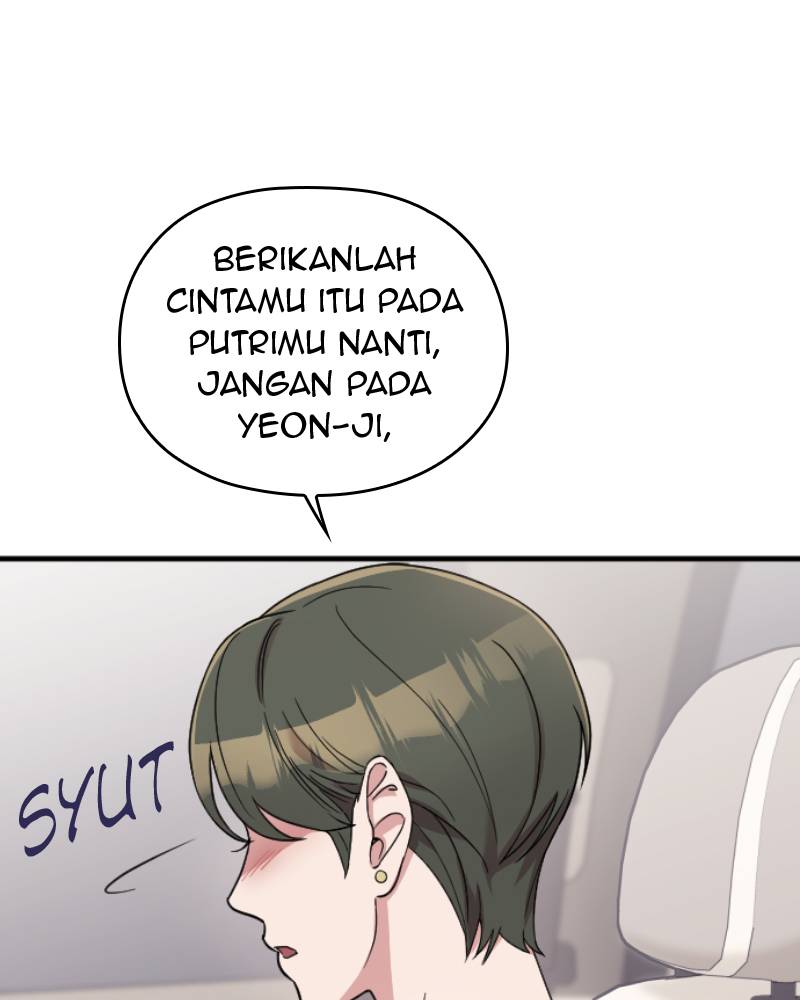 BERIKANLAH
CINTAMU ITU PADA
PUTRIMU NANTI,
JANGAN PADA
YEON-JI,
SYUT